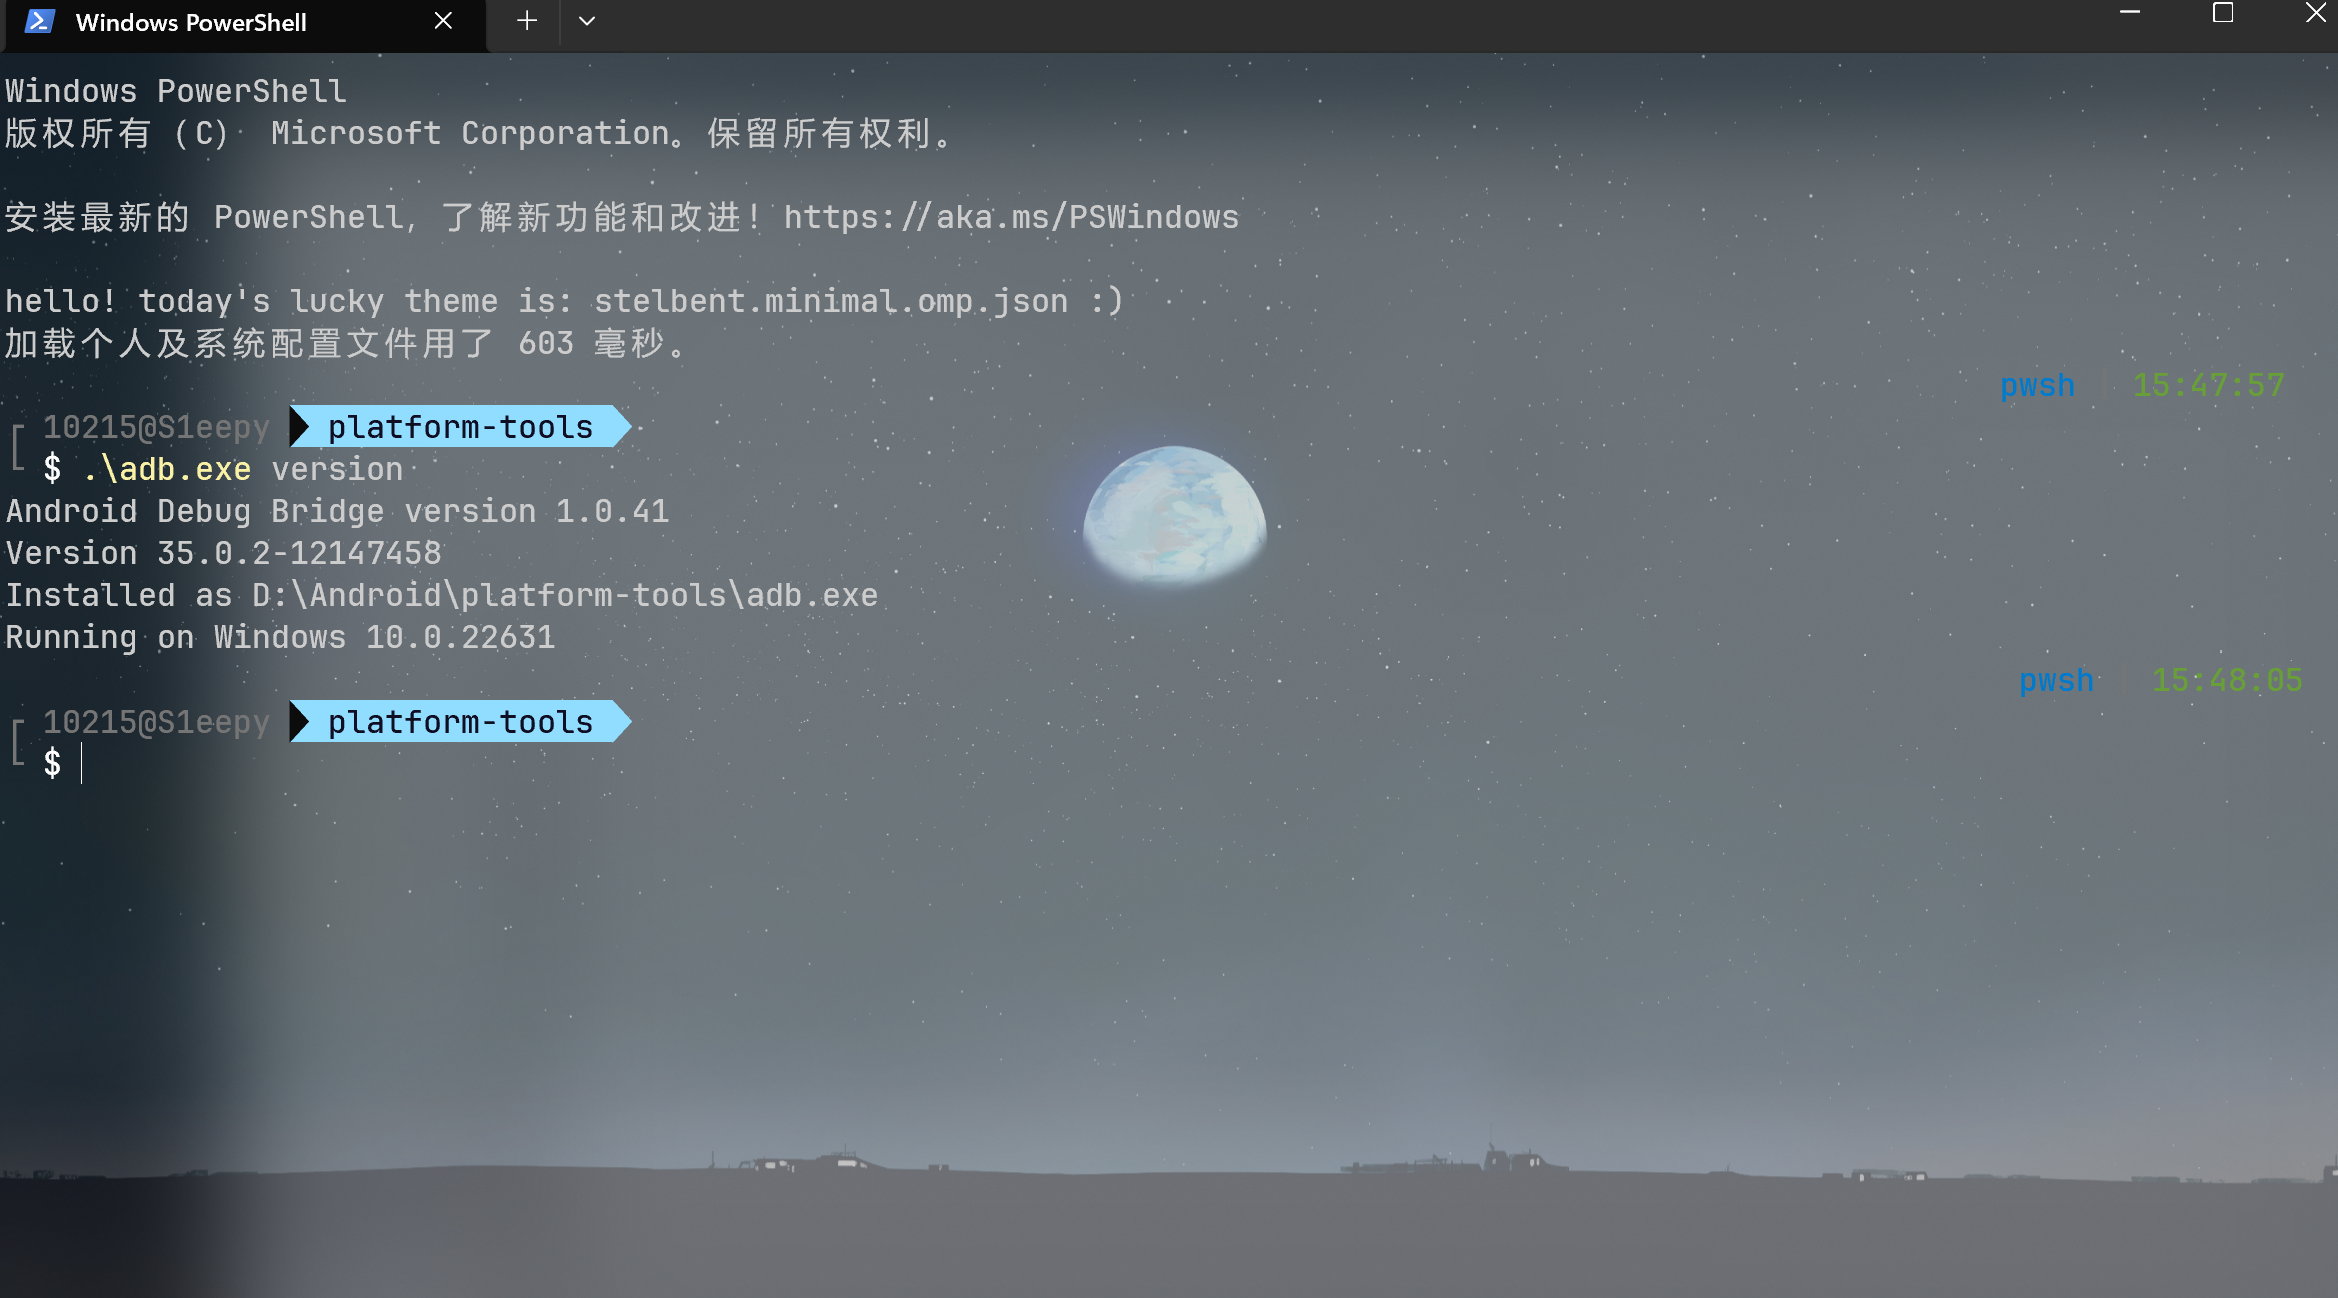 Windows PowerShell
Windows PowerShell
版权所有 (C)  Microsoft Corporation。保留所有权利。
安装最新的 PowerShell，了解新功能和改进！https://aka.ms/PSWindows
hello! today's lucky theme is: stelbent.minimal.omp.json :)
加载个人及系统配置文件用了 603 毫秒。
pwsh | 15:47:57
[ 10215@S1eepy platform-tools
$ .\adb.exe version
Android Debug Bridge version 1.0.41
Version 35.0.2-12147458
Installed as D:\Android\platform-tools\adb.exe
Running on Windows 10.0.22631
pwsh | 15:48:05
[ 10215@S1eepy platform-tools
$